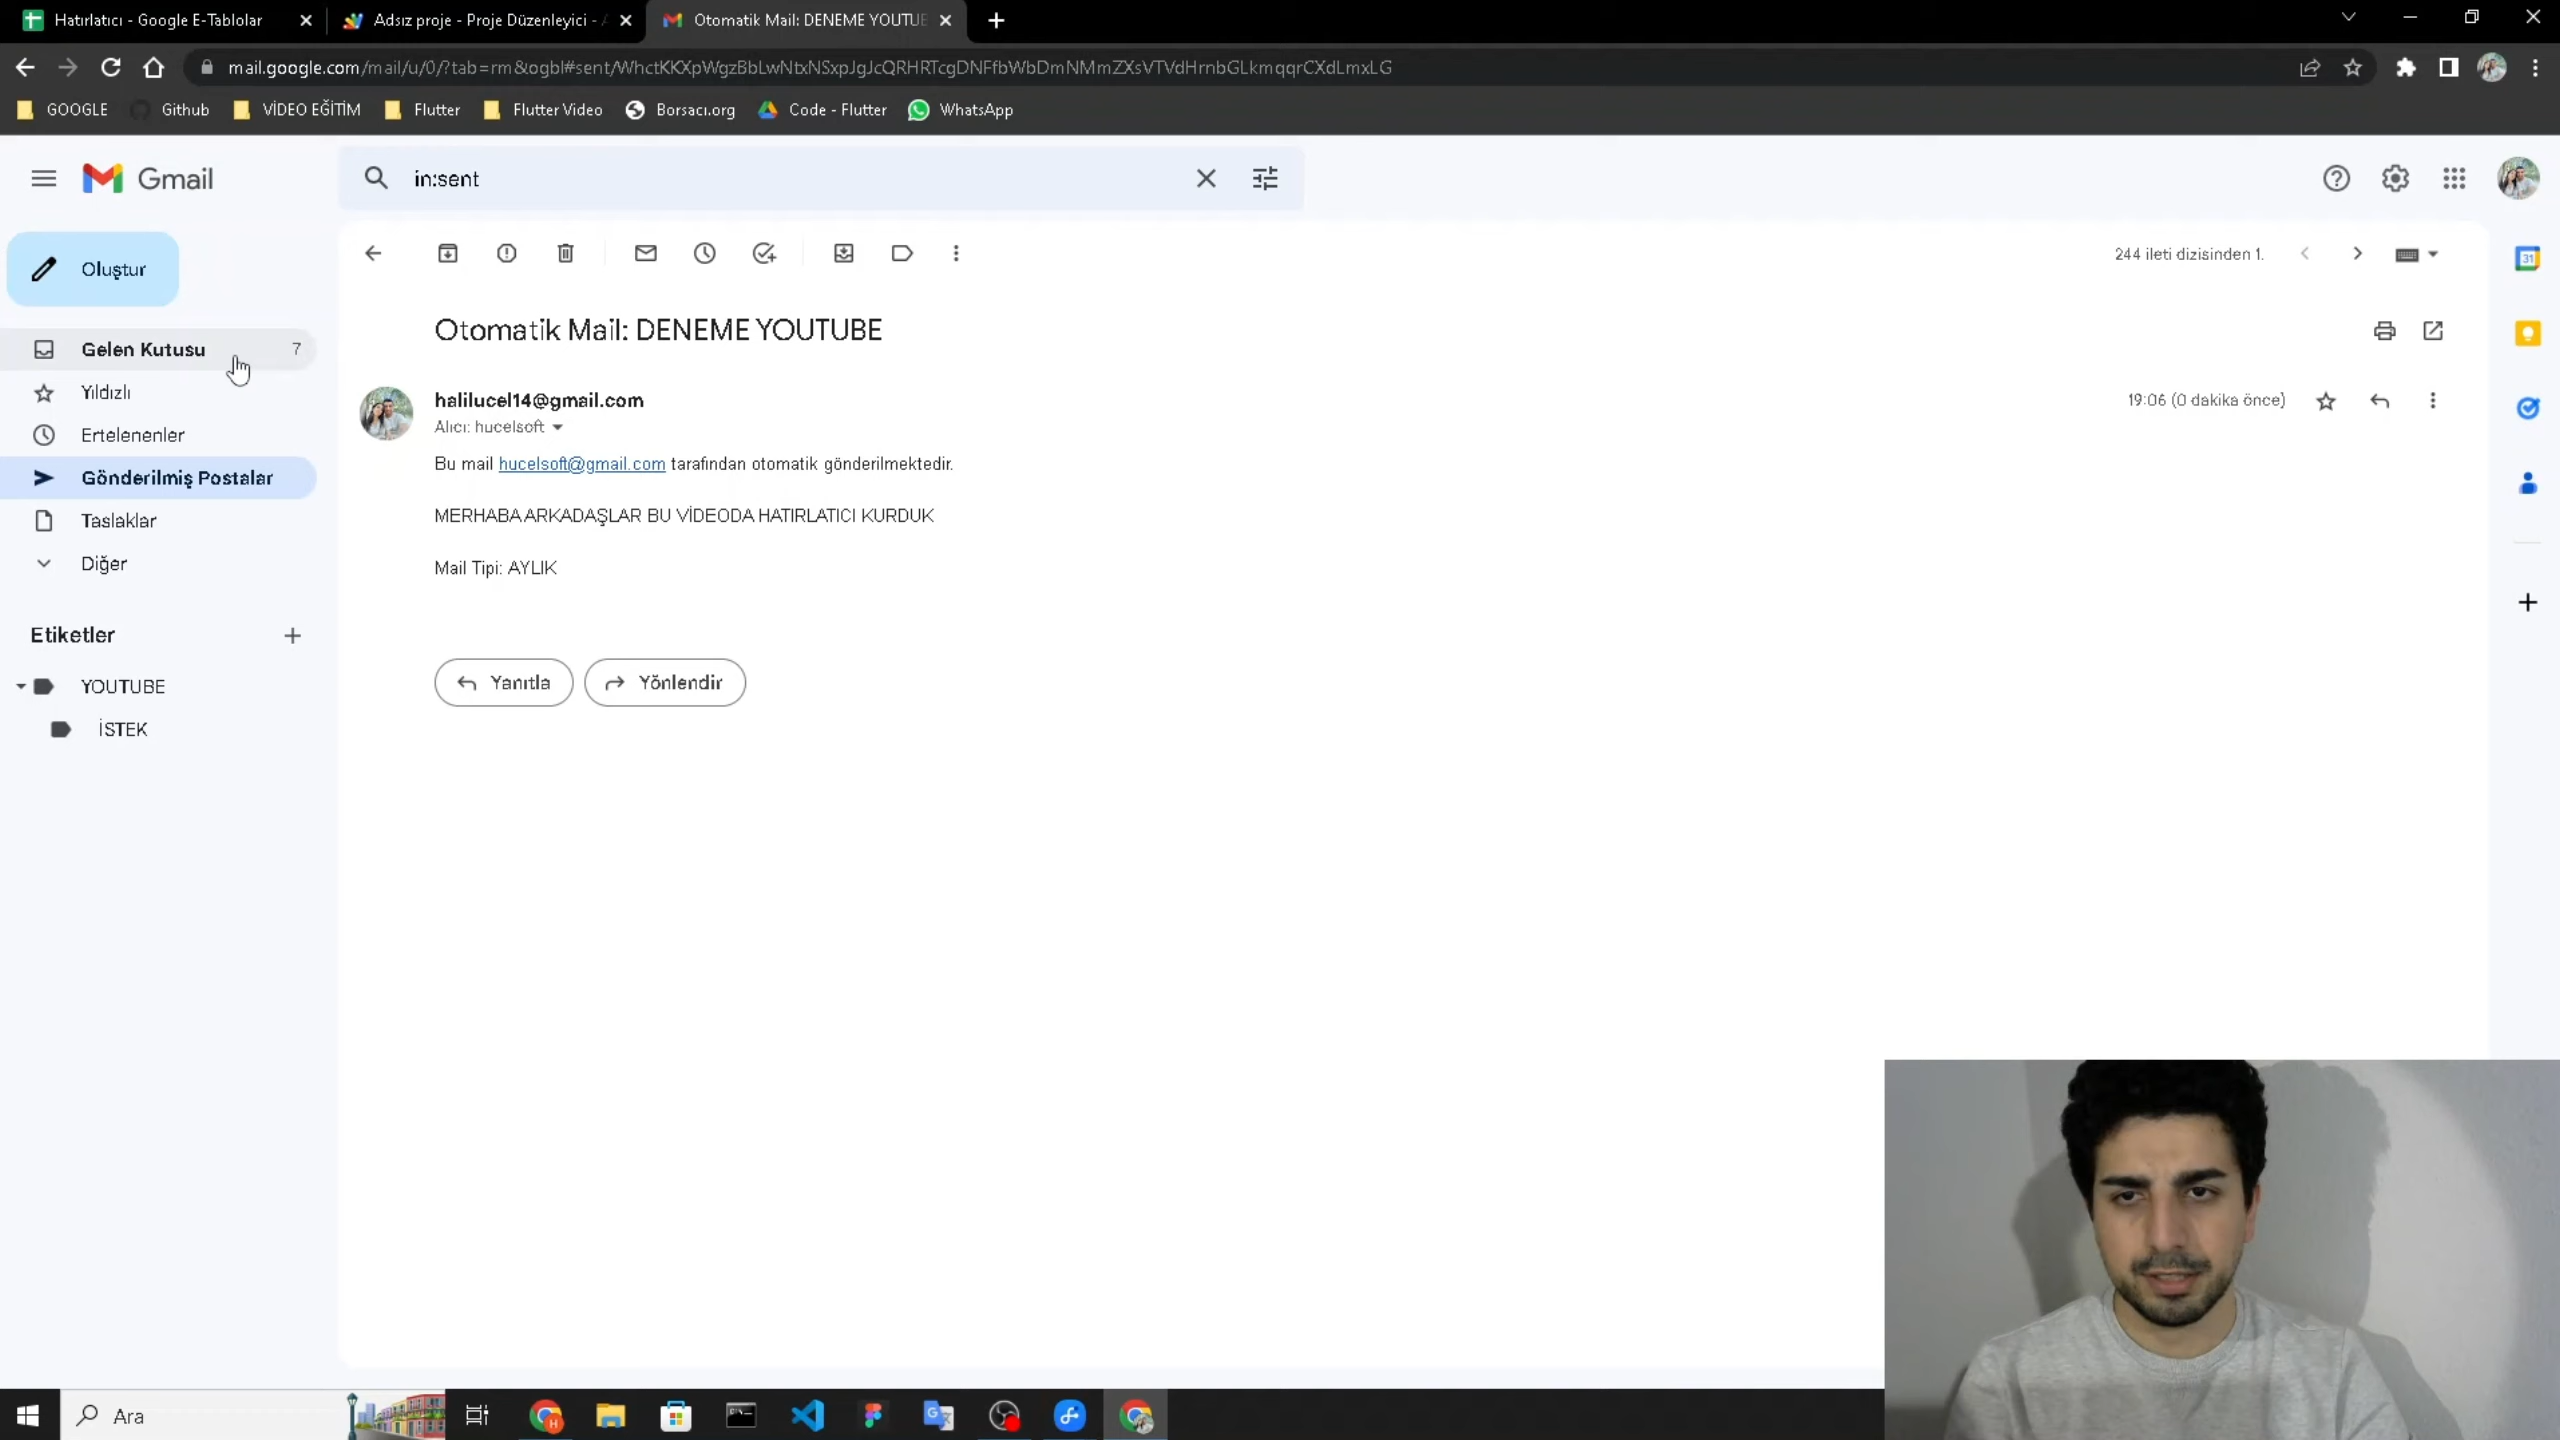 Hatırlatıcı - Google E-Tablolar
Adsız proje - Proje Düzenleyici -
Otomatik Mail: DENEME YOUTUBE
mail.google.com/mail/u/0/?tab=rm&ogbl#sent/WhctKKXpWgzBbLwNtxNSxpJgJcQRHRTcgDNFfbWbDmNMmZXsVTVdHrnbGLkmqqrCXdLmxLG
GOOGLE
Github
VİDEO EĞİTİM
Flutter
Flutter Video
Borsacı.org
Code - Flutter
WhatsApp
Gmail
in:sent
Oluştur
244 ileti dizisinden 1.
31
Otomatik Mail: DENEME YOUTUBE
Gelen Kutusu 7
Yıldızlı
Ertelenenler
Gönderilmiş Postalar
Taslaklar
Diğer
halilucel14@gmail.com
19:06 (0 dakika önce)
Alıcı: hucelsoft
Bu mail hucelsoft@gmail.com tarafından otomatik gönderilmektedir.
MERHABA ARKADAŞLAR BU VİDEODA HATIRLATICI KURDUK
Mail Tipi: AYLIK
Etiketler
YOUTUBE
İSTEK
Yanıtla
Yönlendir
Ara